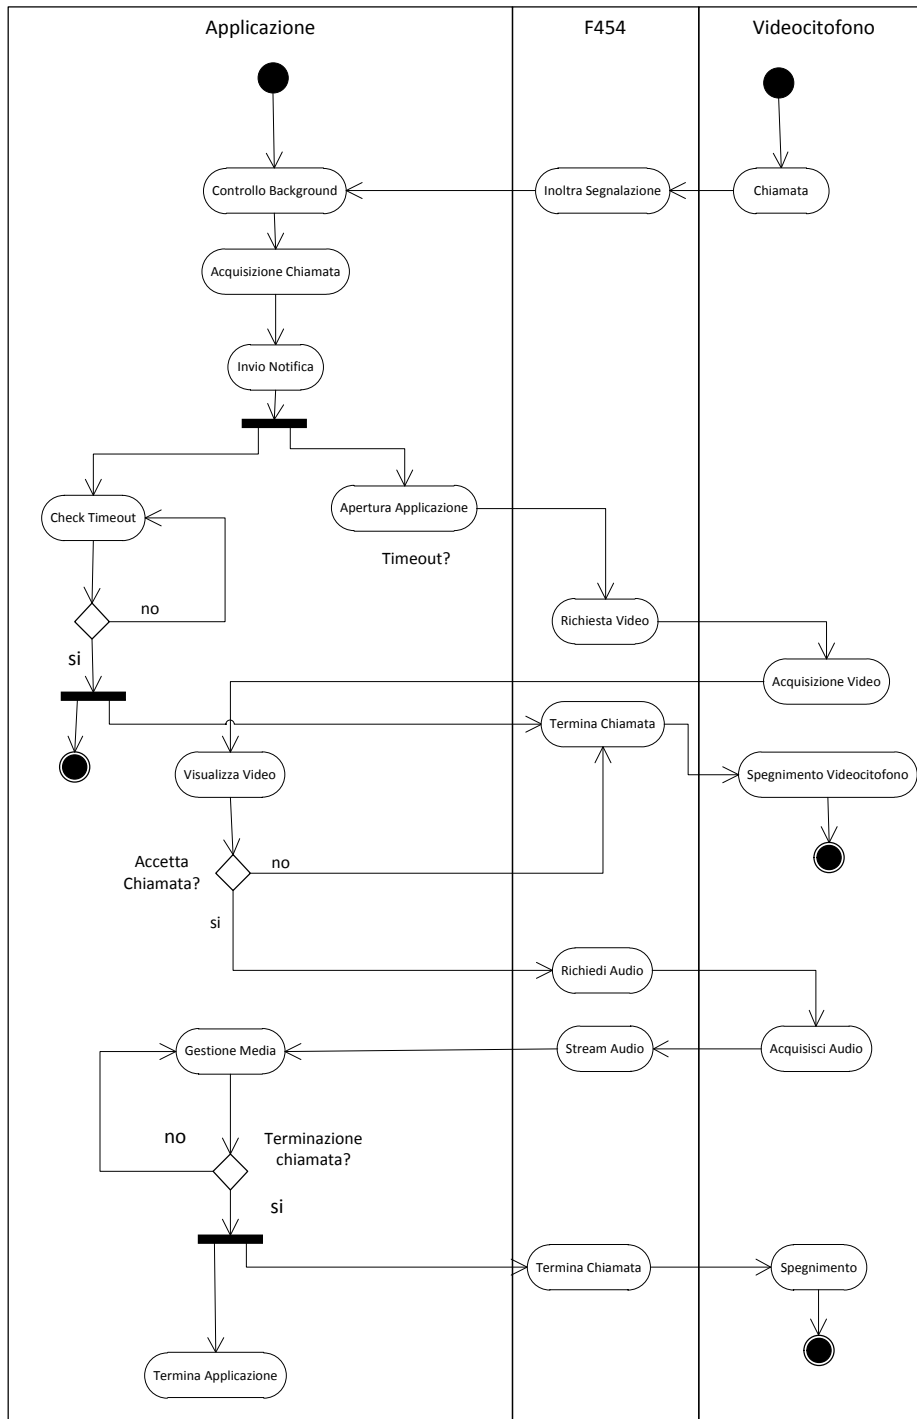 Applicazione
F454
Videocitofono
Controllo Background
Inoltra Segnalazione
Chiamata
Acquisizione Chiamata
Invio Notifica
Check Timeout
Apertura Applicazione
Timeout?
no
Richiesta Video
si
Acquisizione Video
Termina Chiamata
Visualizza Video
Spegnimento Videocitofono
Accetta
Chiamata?
no
si
Richiedi Audio
Gestione Media
Stream Audio
Acquisisci Audio
no
Terminazione
chiamata?
si
Termina Chiamata
Spegnimento
Termina Applicazione